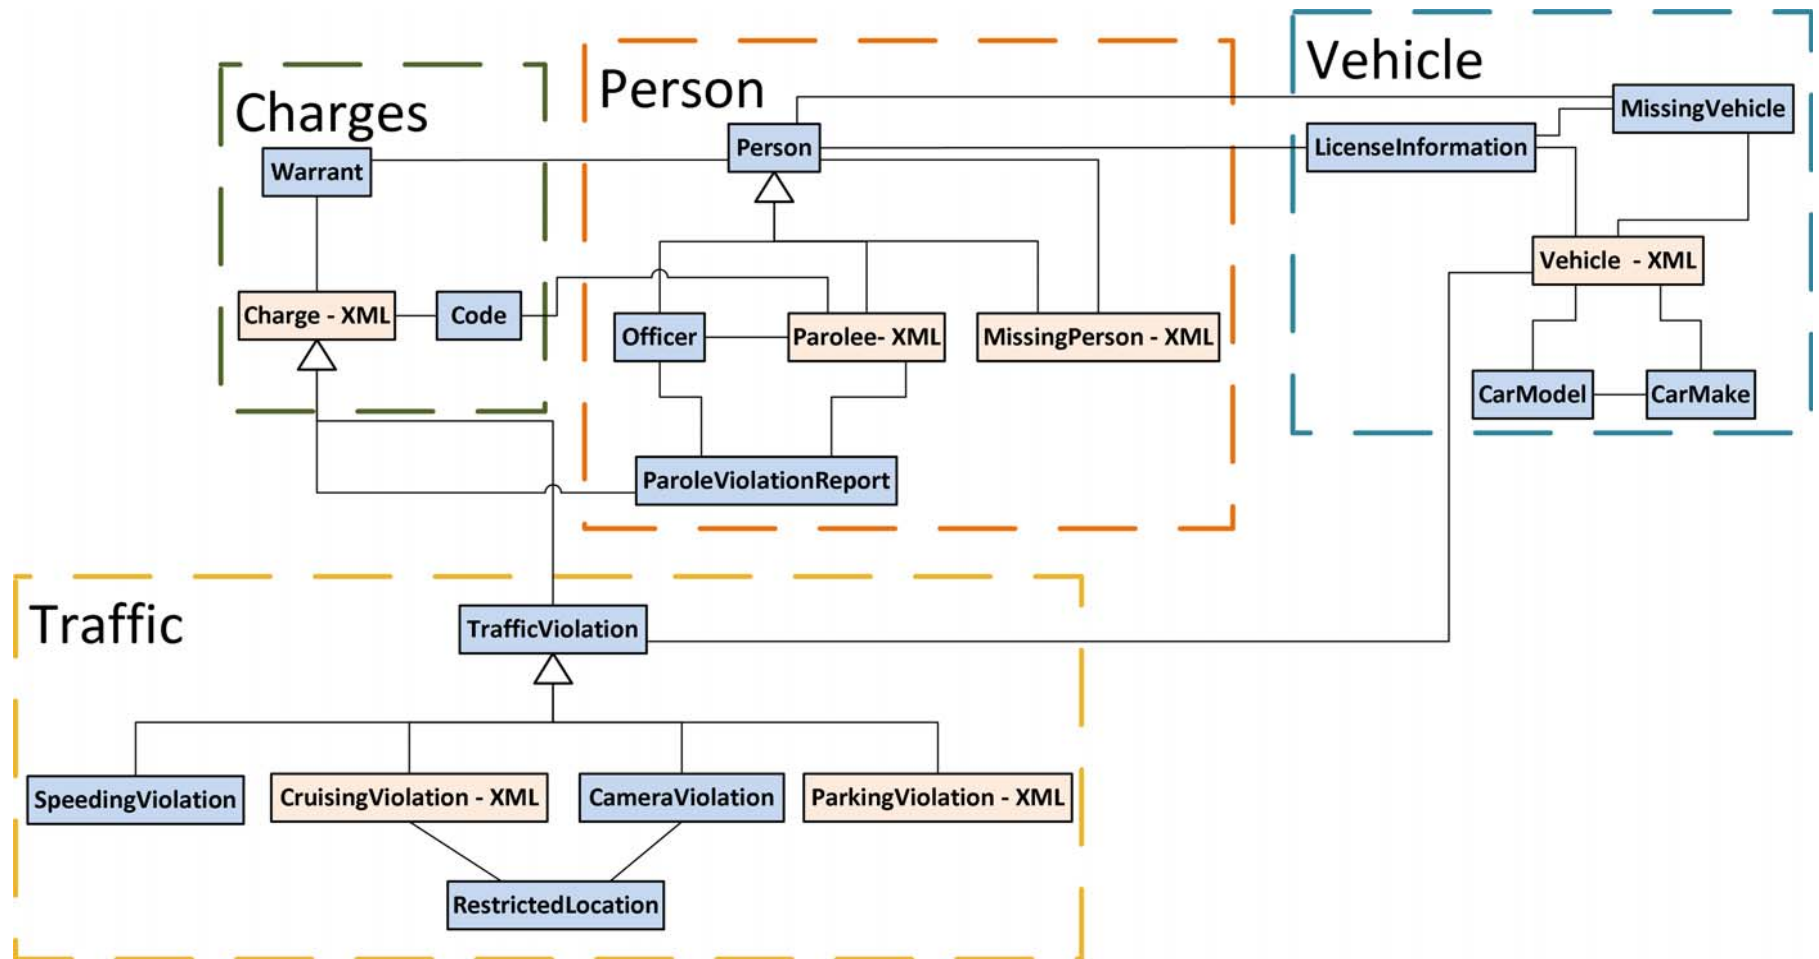 Charges
Warrant
Charge - XML
Code
Person
Person
Officer
Parolee- XML
MissingPerson - XML
ParoleViolationReport
Vehicle
MissingVehicle
LicenseInformation
Vehicle - XML
CarModel
CarMake
Traffic
TrafficViolation
SpeedingViolation
CruisingViolation - XML
CameraViolation
ParkingViolation - XML
RestrictedLocation